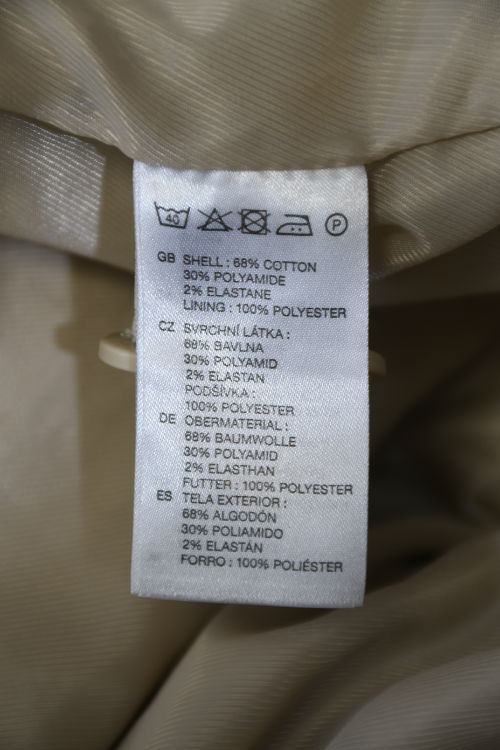 40 P
GB SHELL : 68% COTTON
30% POLYAMIDE
2% ELASTANE
LINING : 100% POLYESTER
CZ SVRCHNÍ LÁTKA :
68% BAVLNA
30% POLYAMID
2% ELASTAN
PODŠÍVKA :
100% POLYESTER
DE OBERMATERIAL :
68% BAUMWOLLE
30% POLYAMID
2% ELASTHAN
FUTTER : 100% POLYESTER
ES TELA EXTERIOR :
68% ALGODÓN
30% POLIAMIDO
2% ELASTÁN
FORRO : 100% POLIÉSTER